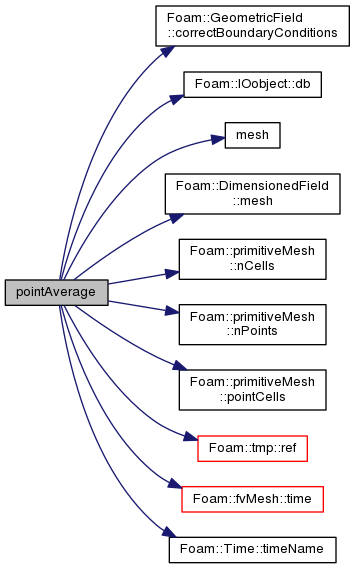 Foam::GeometricField
::correctBoundaryConditions
Foam::IOobject::db
mesh
Foam::DimensionedField
::mesh
Foam::primitiveMesh
::nCells
pointAverage
Foam::primitiveMesh
::nPoints
Foam::primitiveMesh
::pointCells
Foam::tmp::ref
Foam::fvMesh::time
Foam::Time::timeName